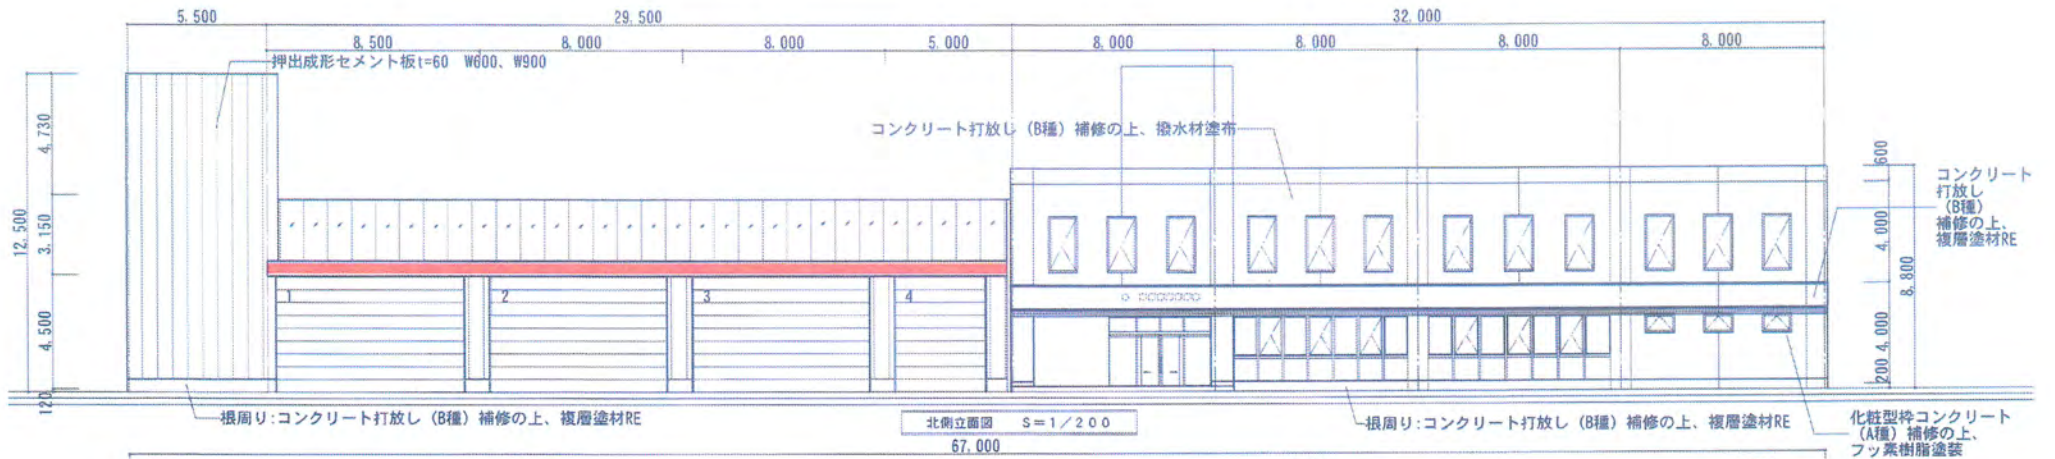 5,500
29,500
32,000
8,500
8,000
8,000
5,000
8,000
8,000
8,000
8,000
押出成形セメント板t=60 W600、W900
コンクリート打放し（B種）補修の上、撥水材塗布
12,500
4,730
3,150
4,500
120
600
4,000
4,000
200
8,800
コンクリート
打放し
（B種）
補修の上、
複層塗材RE
1
2
3
4
根周り:コンクリート打放し（B種）補修の上、複層塗材RE
北側立面図 S=1/200
根周り:コンクリート打放し（B種）補修の上、複層塗材RE
化粧型枠コンクリート
（A種）補修の上、
フッ素樹脂塗装
67,000